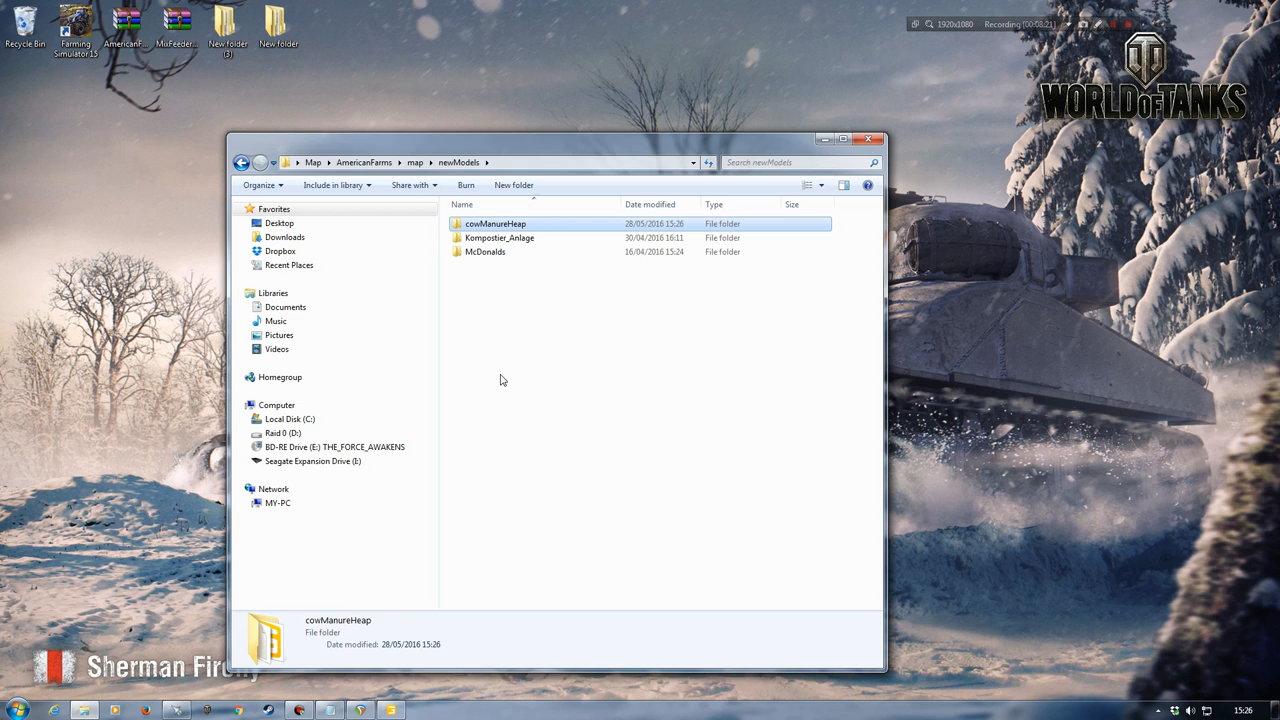 Recycle Bin
Farming Simulator 15
AmericanF...
MixFeeder...
New folder (3)
New folder
1920x1080 Recording [00:08:21]
WORLD OF TANKS
Map AmericanFarms map newModels
Search newModels
Organize Include in library Share with Burn New folder
Name Date modified Type Size
Favorites
Desktop
Downloads
Dropbox
Recent Places
Libraries
Documents
Music
Pictures
Videos
Homegroup
Computer
Local Disk (C:)
Raid 0 (D:)
BD-RE Drive (E:) THE_FORCE_AWAKENS
Seagate Expansion Drive (I:)
Network
MY-PC
cowManureHeap 28/05/2016 15:26 File folder
Kompostier_Anlage 30/04/2016 16:11 File folder
McDonalds 16/04/2016 15:24 File folder
cowManureHeap
File folder
Date modified: 28/05/2016 15:26
Sherman Firefly
15:26